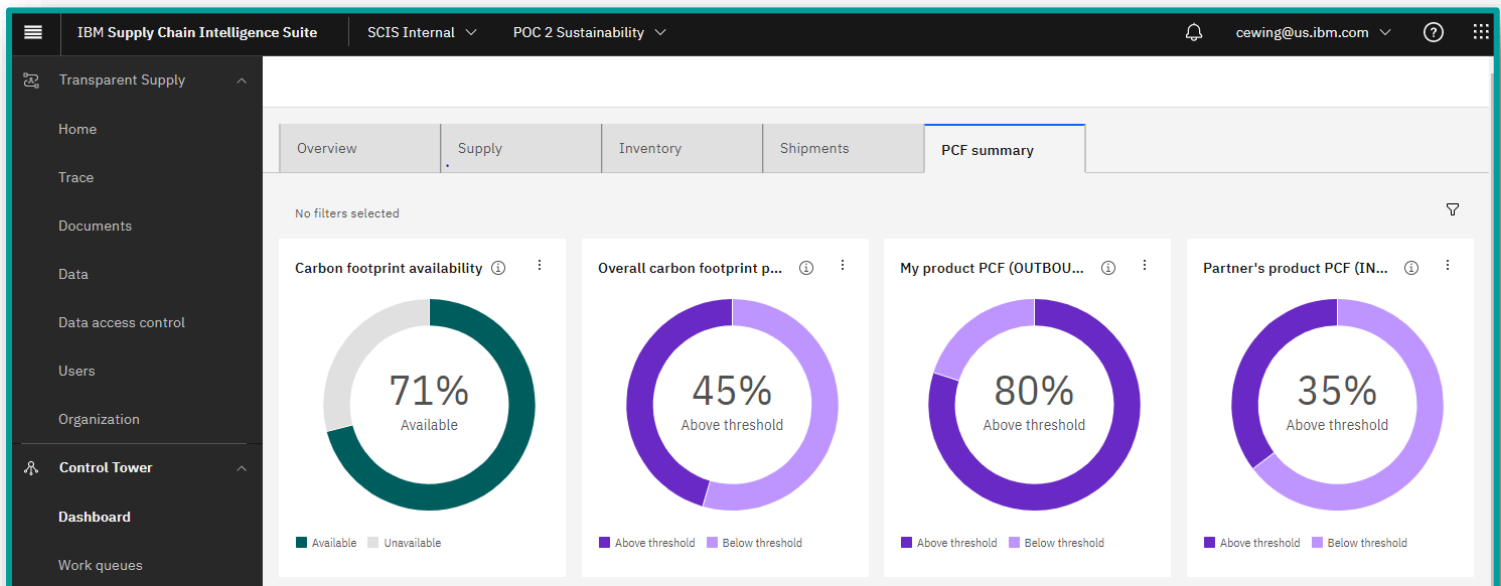 IBM Supply Chain Intelligence Suite
SCIS Internal
POC 2 Sustainability
cewing@us.ibm.com
?
Transparent Supply
Home
Trace
Documents
Data
Data access control
Users
Organization
Control Tower
Dashboard
Work queues
Overview
Supply
Inventory
Shipments
PCF summary
No filters selected
Carbon footprint availability
71%
Available
Available Unavailable
Overall carbon footprint p...
45%
Above threshold
Above threshold Below threshold
My product PCF (OUTBOU...
80%
Above threshold
Above threshold Below threshold
Partner's product PCF (IN...
35%
Above threshold
Above threshold Below threshold